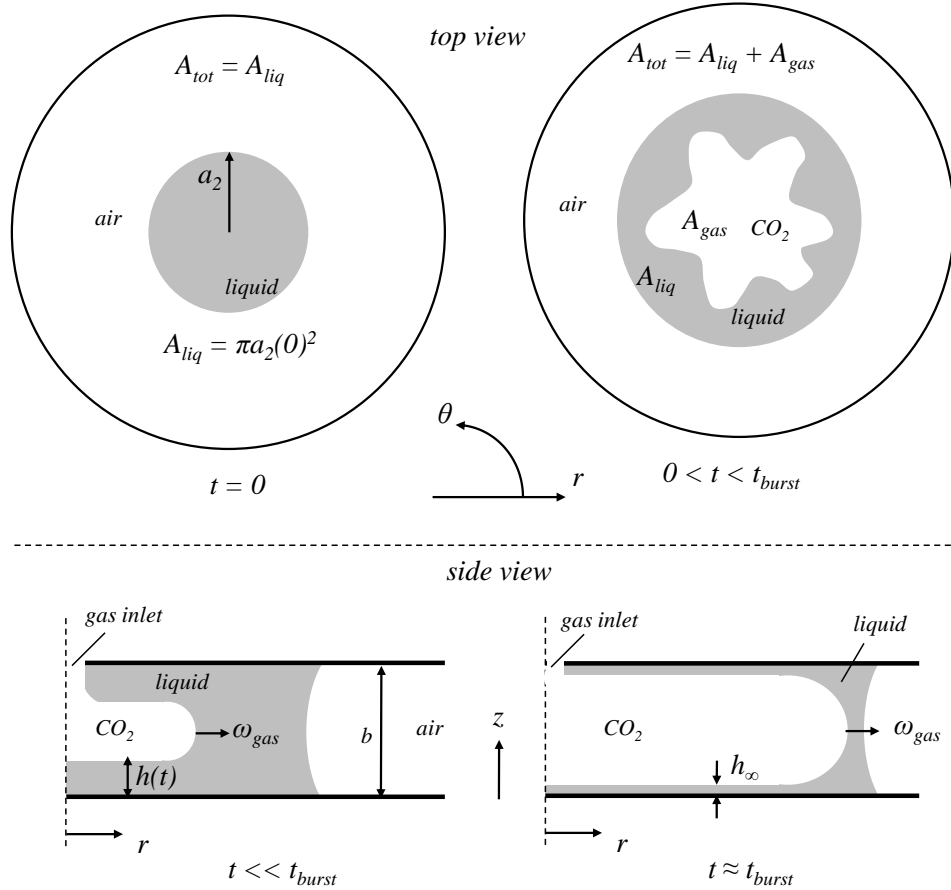 top view
A_tot = A_liq
a_2
air
liquid
A_liq = πa_2(0)^2
t = 0
A_tot = A_liq + A_gas
air
A_gas
CO_2
A_liq
liquid
0 < t < t_burst
θ
r
side view
gas inlet
liquid
CO_2
ω_gas
b
air
h(t)
r
t << t_burst
z
gas inlet
liquid
CO_2
ω_gas
h_∞
r
t ≈ t_burst